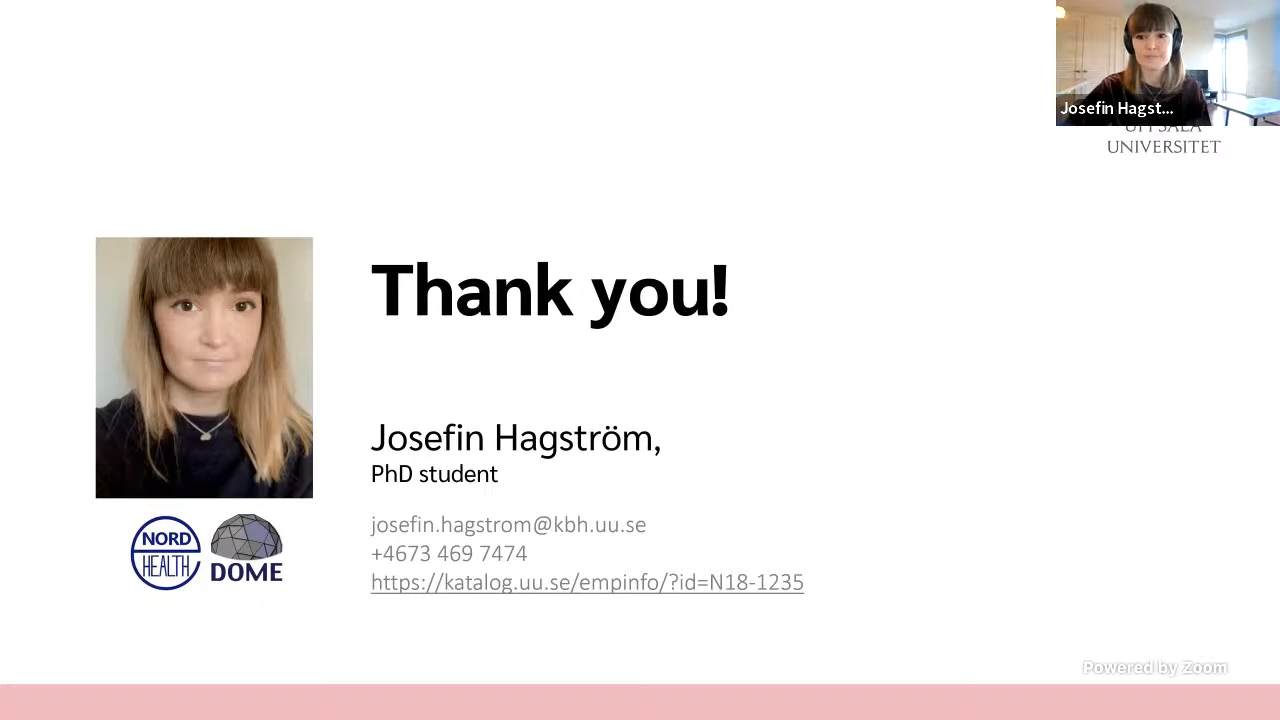 Josefin Hagst...
UPPSALA
UNIVERSITET
Thank you!
Josefin Hagström,
PhD student
josefin.hagstrom@kbh.uu.se
+4673 469 7474
https://katalog.uu.se/empinfo/?id=N18-1235
NORD
HEALTH
DOME
Powered by Zoom